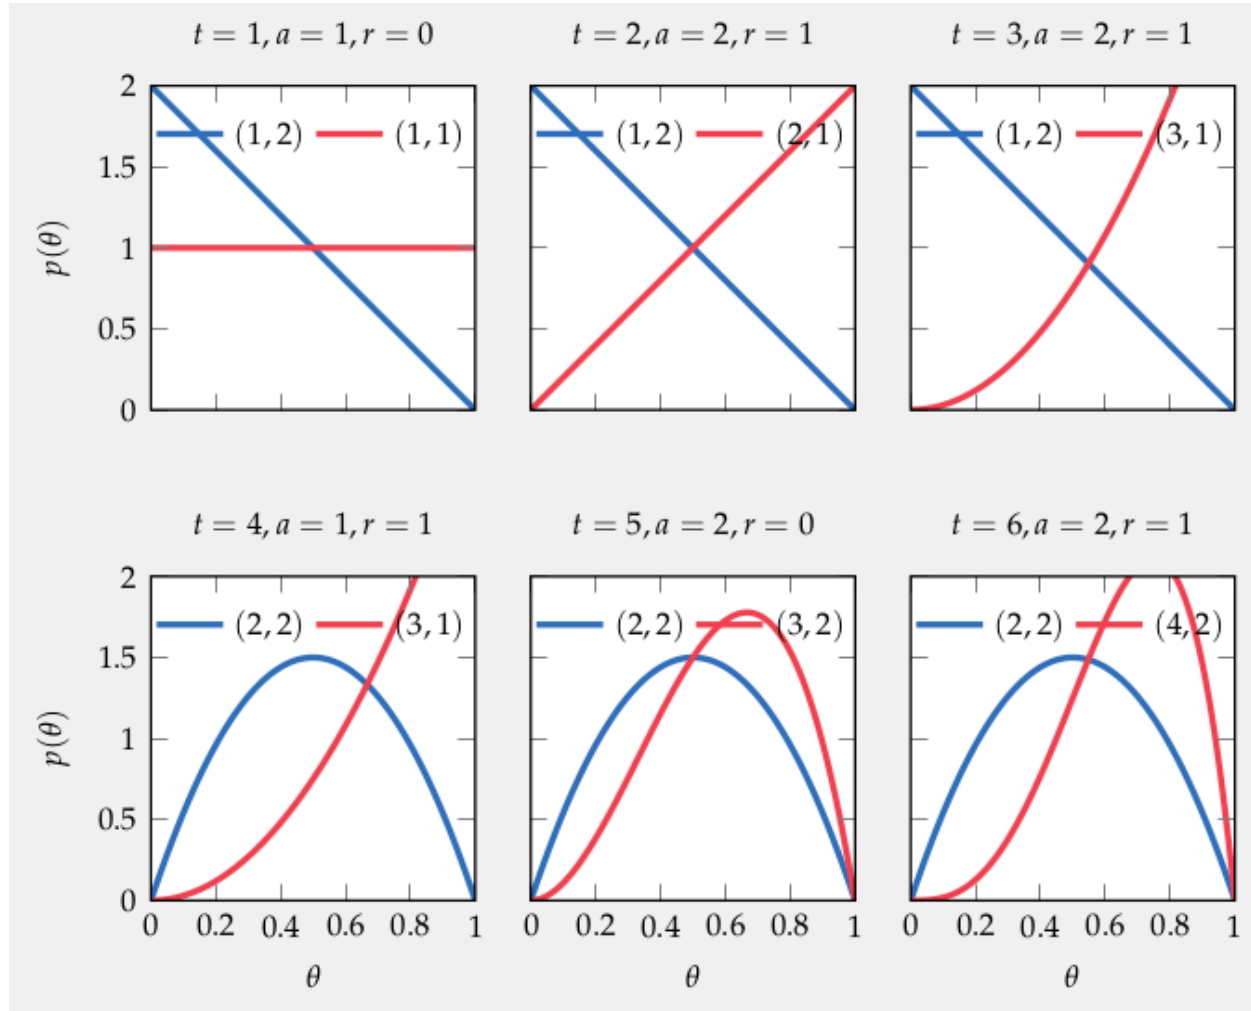 t = 1, a = 1, r = 0
t = 2, a = 2, r = 1
t = 3, a = 2, r = 1
2
1.5
1
0.5
0
p(θ)
(1, 2) (1, 1)
(1, 2) (2, 1)
(1, 2) (3, 1)
t = 4, a = 1, r = 1
t = 5, a = 2, r = 0
t = 6, a = 2, r = 1
2
1.5
1
0.5
0
p(θ)
(2, 2) (3, 1)
(2, 2) (3, 2)
(2, 2) (4, 2)
0 0.2 0.4 0.6 0.8 1
0 0.2 0.4 0.6 0.8 1
0 0.2 0.4 0.6 0.8 1
θ
θ
θ